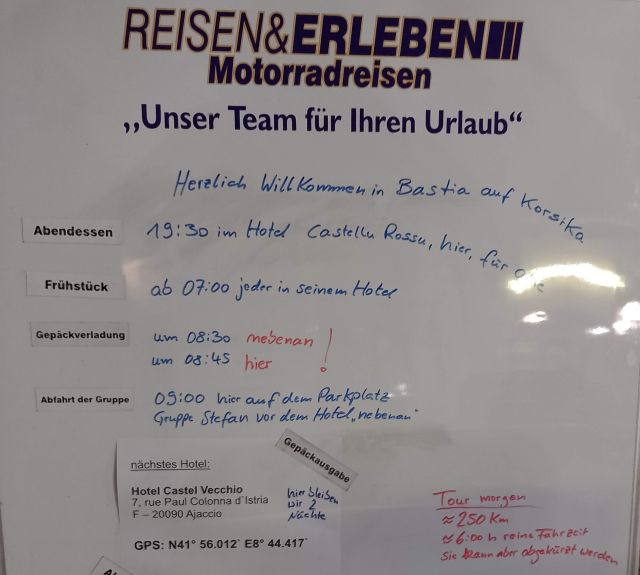 REISEN&ERLEBEN
Motorradreisen
„Unser Team für Ihren Urlaub“
Herzlich Willkommen in Bastia auf Korsika
Abendessen 19:30 im Hotel Castellu Rossu, hier, für alle
Frühstück ab 07:00 jeder in seinem Hotel
Gepäckverladung um 08:30 nebenan !
um 08:45 hier
Abfahrt der Gruppe 09:00 hier auf dem Parkplatz
Gruppe Stefan vor dem Hotel „nebenan“
Gepäckausgabe
nächstes Hotel:
Hotel Castel Vecchio
7, rue Paul Colonna d´Istria
F – 20090 Ajaccio
GPS: N41° 56.012´ E8° 44.417´
hier bleiben
wir 2
Nächte
Tour morgen
≈ 250 Km
≈ 6:00 h reine Fahrzeit
Sie kann aber abgekürzt werden